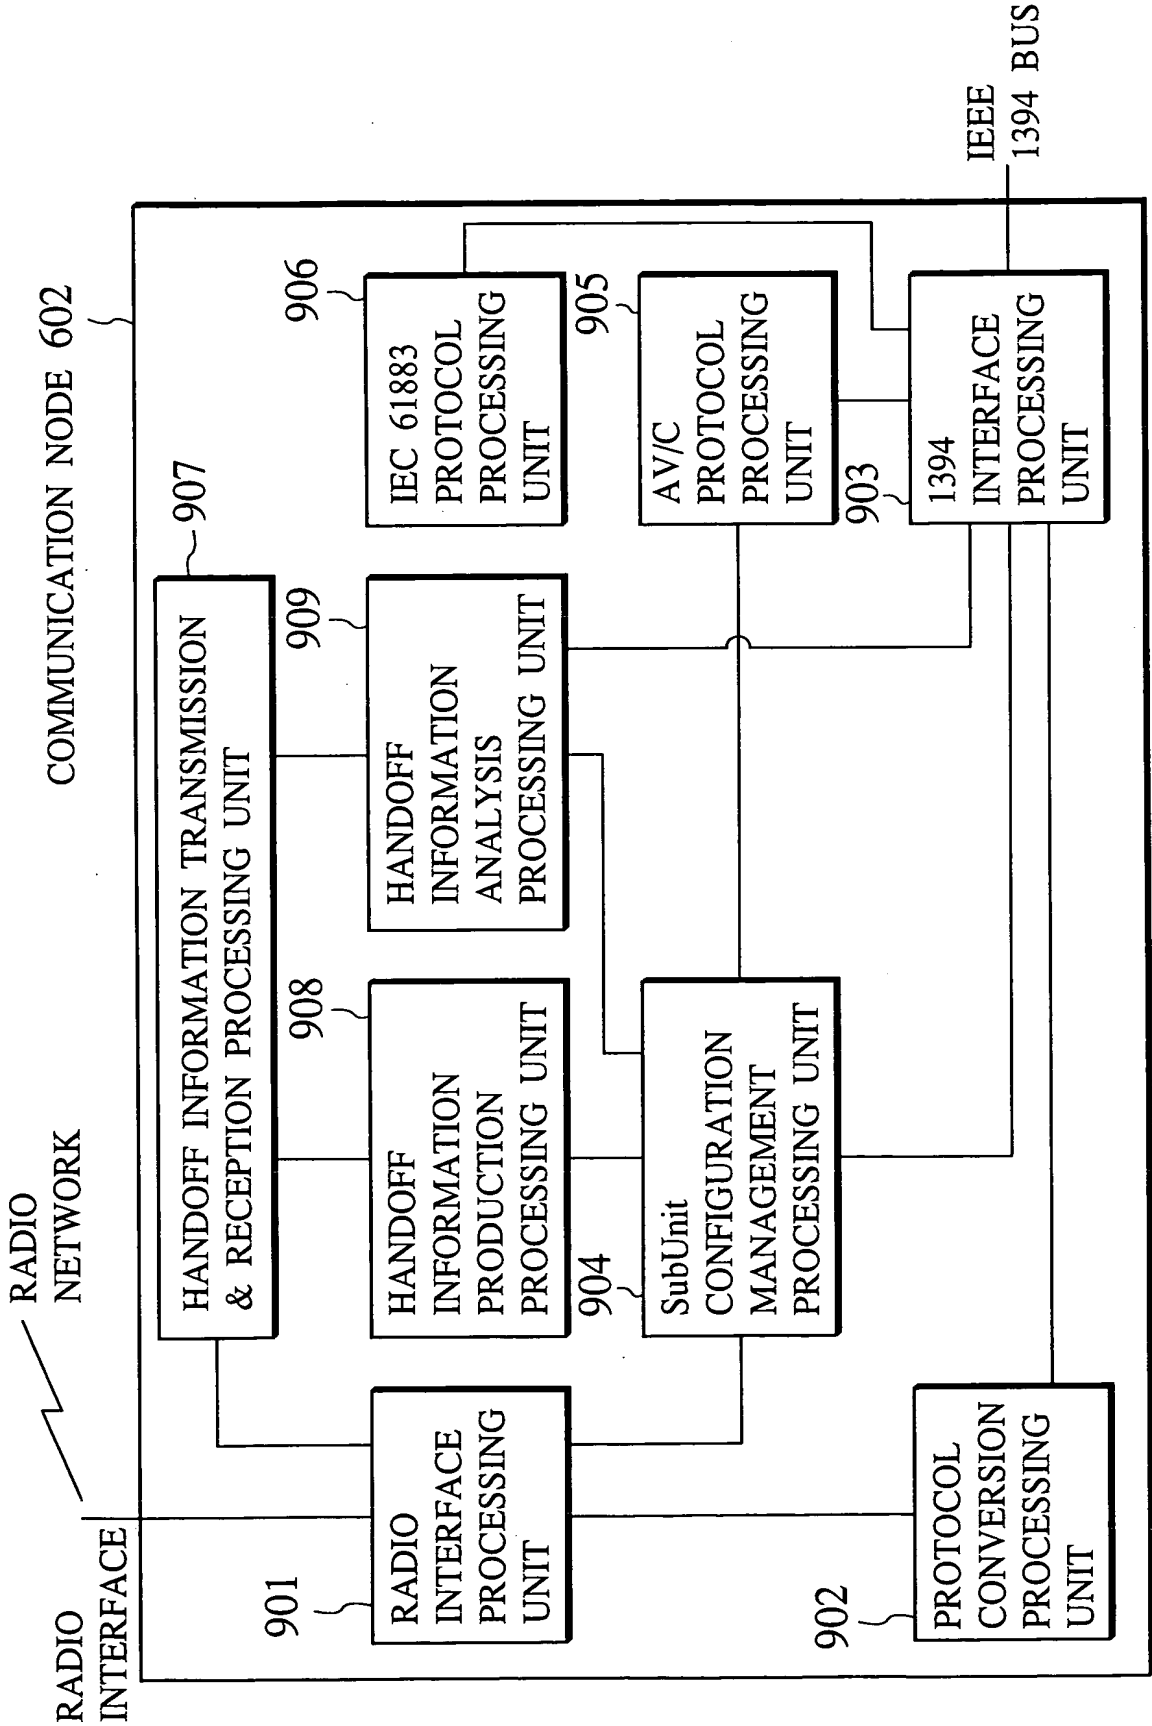 RADIO
INTERFACE
RADIO
NETWORK
COMMUNICATION NODE 602
907
HANDOFF INFORMATION TRANSMISSION
& RECEPTION PROCESSING UNIT
901
RADIO
INTERFACE
PROCESSING
UNIT
908
HANDOFF
INFORMATION
PRODUCTION
PROCESSING UNIT
909
HANDOFF
INFORMATION
ANALYSIS
PROCESSING UNIT
906
IEC 61883
PROTOCOL
PROCESSING
UNIT
904
SubUnit
CONFIGURATION
MANAGEMENT
PROCESSING UNIT
905
AV/C
PROTOCOL
PROCESSING
UNIT
902
PROTOCOL
CONVERSION
PROCESSING
UNIT
903
1394
INTERFACE
PROCESSING
UNIT
IEEE
1394 BUS